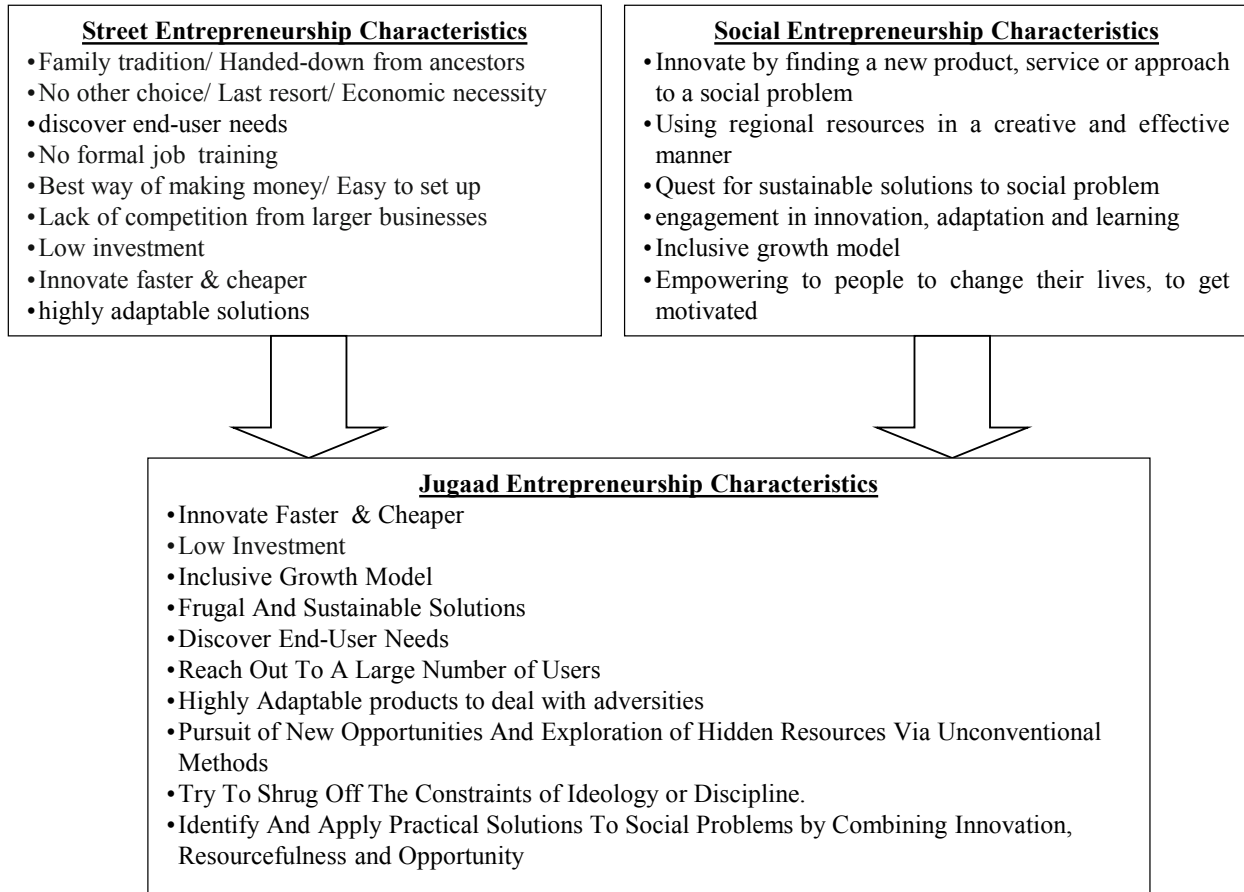 Street Entrepreneurship Characteristics
•Family tradition/ Handed-down from ancestors
•No other choice/ Last resort/ Economic necessity
•discover end-user needs
•No formal job training
•Best way of making money/ Easy to set up
•Lack of competition from larger businesses
•Low investment
•Innovate faster & cheaper
•highly adaptable solutions
Social Entrepreneurship Characteristics
•Innovate by finding a new product, service or approach
to a social problem
•Using regional resources in a creative and effective
manner
•Quest for sustainable solutions to social problem
•engagement in innovation, adaptation and learning
•Inclusive growth model
•Empowering to people to change their lives, to get
motivated
Jugaad Entrepreneurship Characteristics
•Innovate Faster & Cheaper
•Low Investment
•Inclusive Growth Model
•Frugal And Sustainable Solutions
•Discover End-User Needs
•Reach Out To A Large Number of Users
•Highly Adaptable products to deal with adversities
•Pursuit of New Opportunities And Exploration of Hidden Resources Via Unconventional
Methods
•Try To Shrug Off The Constraints of Ideology or Discipline.
•Identify And Apply Practical Solutions To Social Problems by Combining Innovation,
Resourcefulness and Opportunity